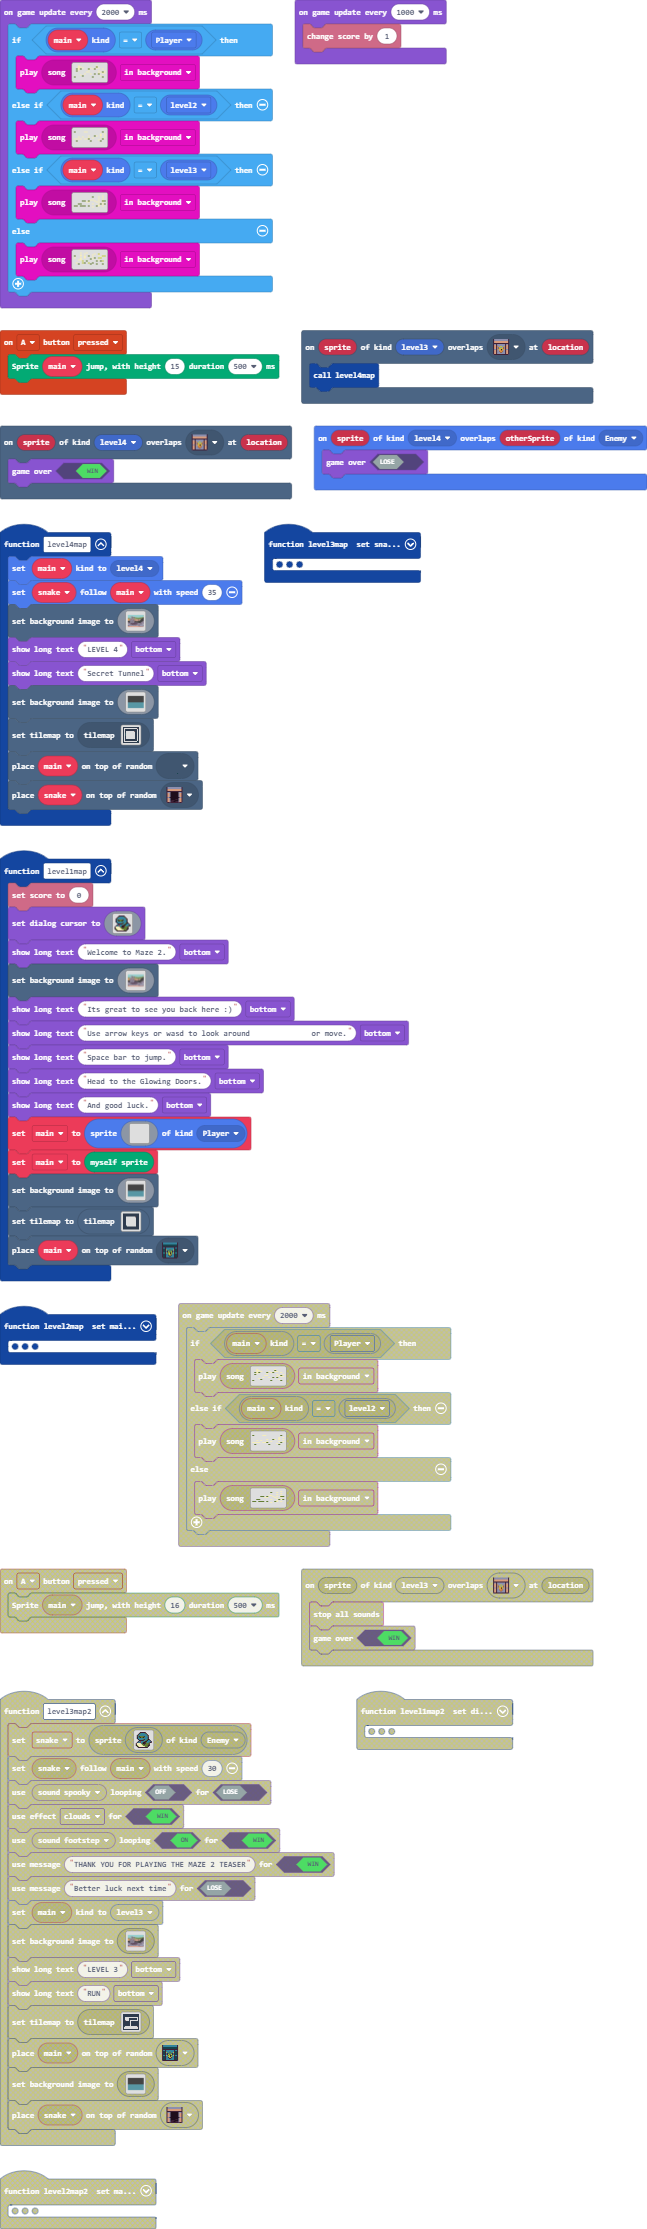 on game update every 2000 ms
on game update every 1000 ms
if main kind = Player then
change score by 1
play song in background
else if main kind = level2 then
play song in background
else if main kind = level3 then
play song in background
else
play song in background
on A button pressed
Sprite main jump, with height 15 duration 500 ms
on sprite of kind level3 overlaps at location
call level4map
on sprite of kind level4 overlaps at location
game over WIN
on sprite of kind level4 overlaps otherSprite of kind Enemy
game over LOSE
function level4map
set main kind to level4
set snake follow main with speed 35
set background image to
show long text "LEVEL 4" bottom
show long text "Secret Tunnel" bottom
set background image to
set tilemap to tilemap
place main on top of random
place snake on top of random
function level3map set sna...
function level1map
set score to 0
set dialog cursor to
show long text "Welcome to Maze 2." bottom
set background image to
show long text "Its great to see you back here :)" bottom
show long text "Use arrow keys or wasd to look around or move." bottom
show long text "Space bar to jump." bottom
show long text "Head to the Glowing Doors." bottom
show long text "And good luck." bottom
set main to sprite of kind Player
set main to myself sprite
set background image to
set tilemap to tilemap
place main on top of random
function level2map set mai...
on game update every 2000 ms
if main kind = Player then
play song in background
else if main kind = level2 then
play song in background
else
play song in background
on A button pressed
Sprite main jump, with height 16 duration 500 ms
on sprite of kind level3 overlaps at location
stop all sounds
game over WIN
function level3map2
set snake to sprite of kind Enemy
set snake follow main with speed 30
use sound spooky looping OFF for LOSE
use effect clouds for WIN
use sound footstep looping ON for WIN
use message "THANK YOU FOR PLAYING THE MAZE 2 TEASER" for WIN
use message "Better luck next time" for LOSE
set main kind to level3
set background image to
show long text "LEVEL 3" bottom
show long text "RUN" bottom
set tilemap to tilemap
place main on top of random
set background image to
place snake on top of random
function level1map2 set di...
function level2map2 set ma...